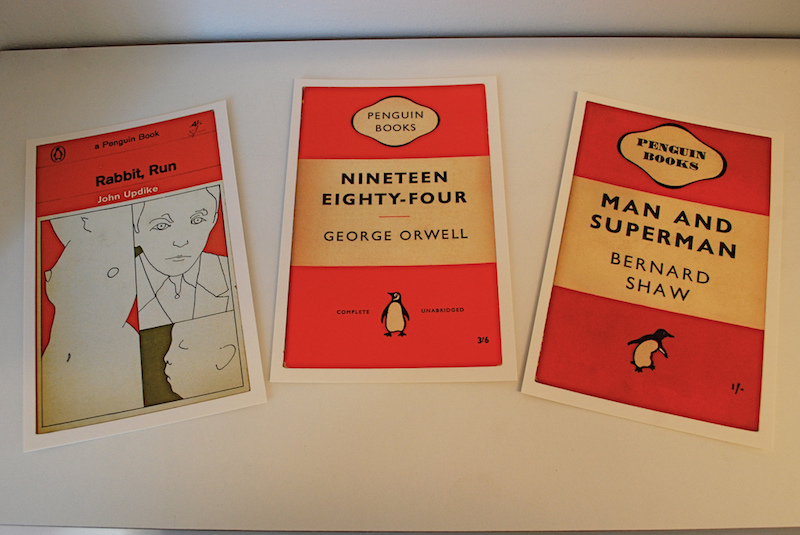 a Penguin Book
4/-
Rabbit, Run
John Updike
PENGUIN
BOOKS
NINETEEN
EIGHTY-FOUR
GEORGE ORWELL
COMPLETE UNABRIDGED
3/6
PENGUIN
BOOKS
MAN AND
SUPERMAN
BERNARD
SHAW
1/-